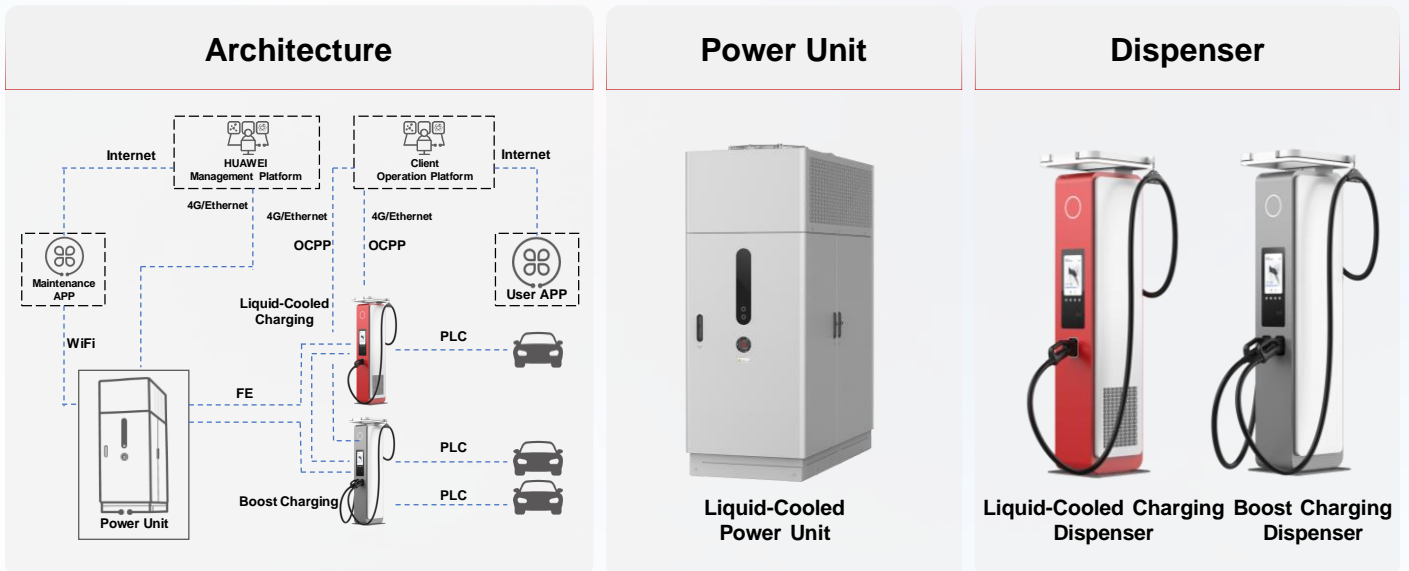 Architecture
Power Unit
Dispenser
Internet
HUAWEI
Management Platform
Client
Operation Platform
Internet
4G/Ethernet
4G/Ethernet
4G/Ethernet
OCPP
OCPP
Maintenance
APP
User APP
Liquid-Cooled
Charging
WiFi
PLC
FE
PLC
Boost Charging
PLC
Power Unit
Liquid-Cooled
Power Unit
Liquid-Cooled Charging
Dispenser
Boost Charging
Dispenser